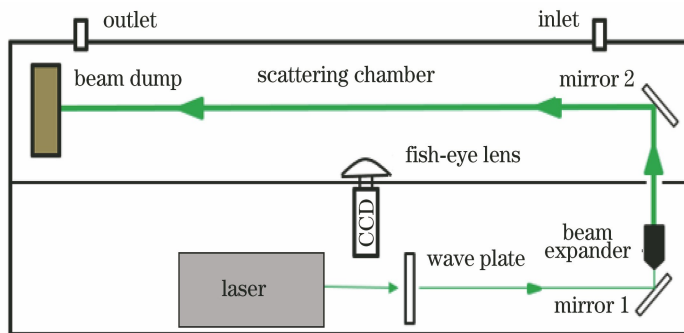 outlet
inlet
beam dump
scattering chamber
mirror 2
fish-eye lens
CCD
beam
expander
wave plate
laser
mirror 1